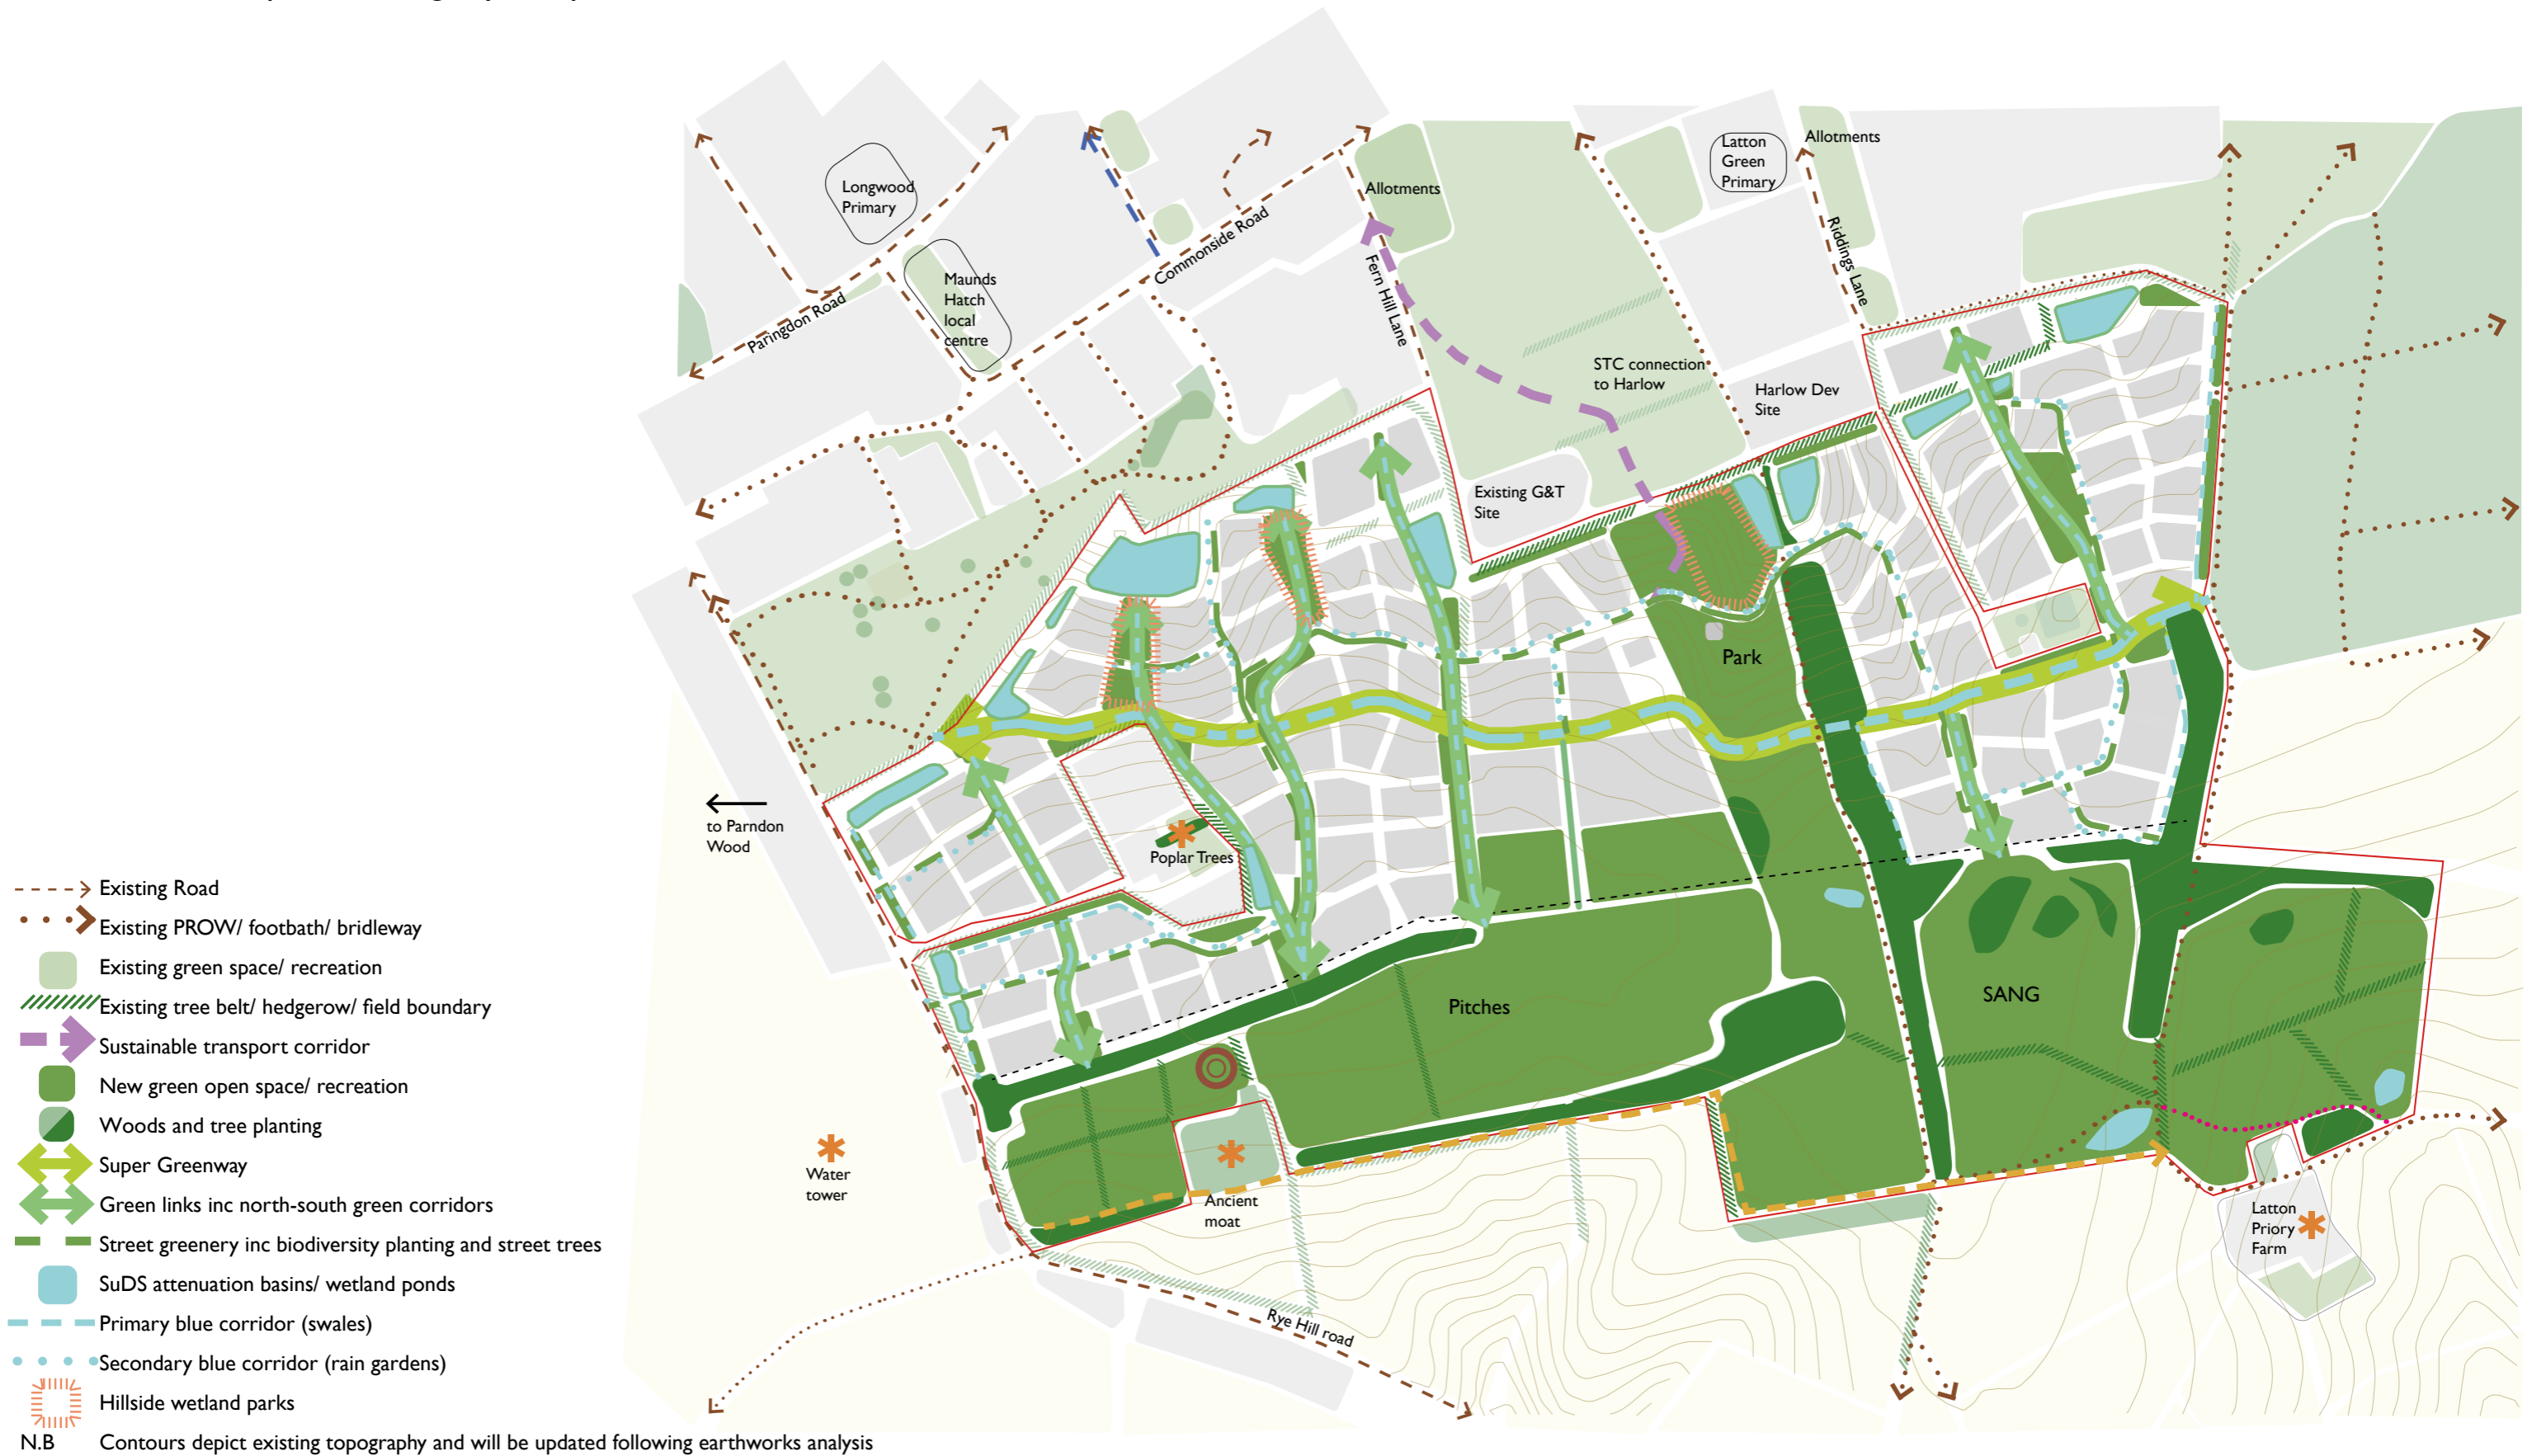 Longwood
Primary
Maunds
Hatch
local
centre
Paringdon Road
Commonside Road
Allotments
Fern Hill Lane
Latton
Green
Primary
Allotments
Riddings Lane
STC connection
to Harlow
Harlow Dev
Site
Existing G&T
Site
Park
to Parndon
Wood
Poplar Trees
Pitches
SANG
Water
tower
Ancient
moat
Latton
Priory
Farm
Rye Hill road
Existing Road
Existing PROW/ footbath/ bridleway
Existing green space/ recreation
Existing tree belt/ hedgerow/ field boundary
Sustainable transport corridor
New green open space/ recreation
Woods and tree planting
Super Greenway
Green links inc north-south green corridors
Street greenery inc biodiversity planting and street trees
SuDS attenuation basins/ wetland ponds
Primary blue corridor (swales)
Secondary blue corridor (rain gardens)
Hillside wetland parks
N.B Contours depict existing topography and will be updated following earthworks analysis